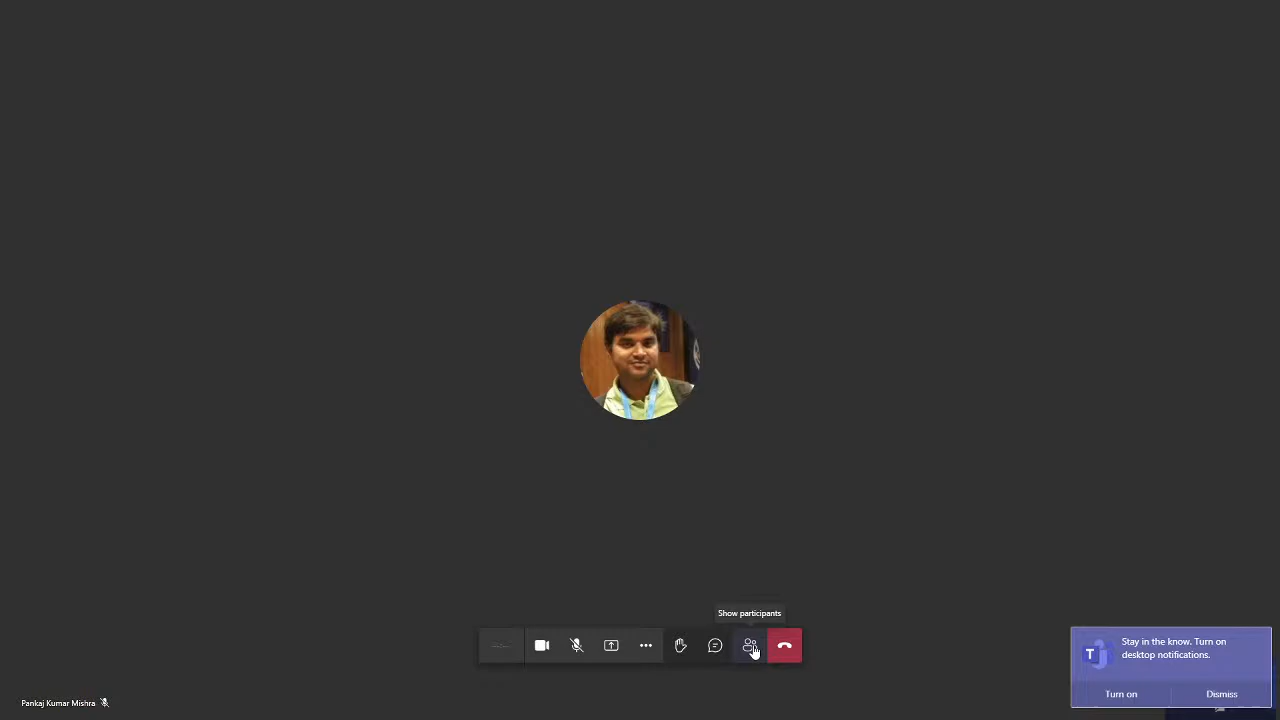 Show participants
Stay in the know. Turn on
desktop notifications.
T
Turn on
Dismiss
Pankaj Kumar Mishra